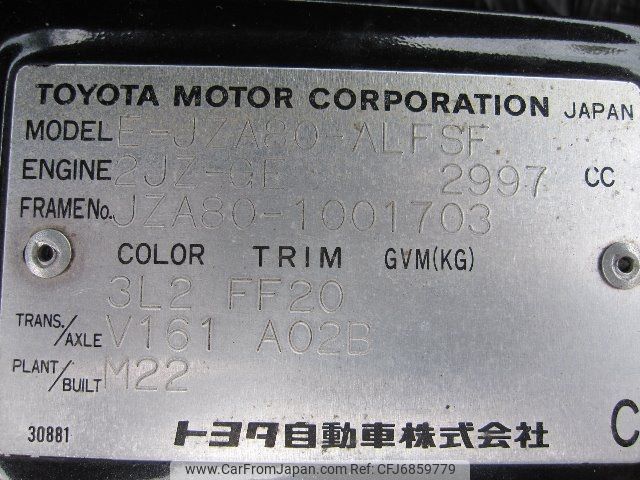 TOYOTA MOTOR CORPORATION JAPAN
MODEL E-JZA80-ALFSF
ENGINE 2JZ-GE 2997 CC
FRAME No. JZA80-1001703
COLOR TRIM GVM(KG)
3L2 FF20
TRANS./AXLE V161 A02B
PLANT/BUILT M22
30881 トヨタ自動車株式会社 C
www.CarFromJapan.com | CFJ6859779